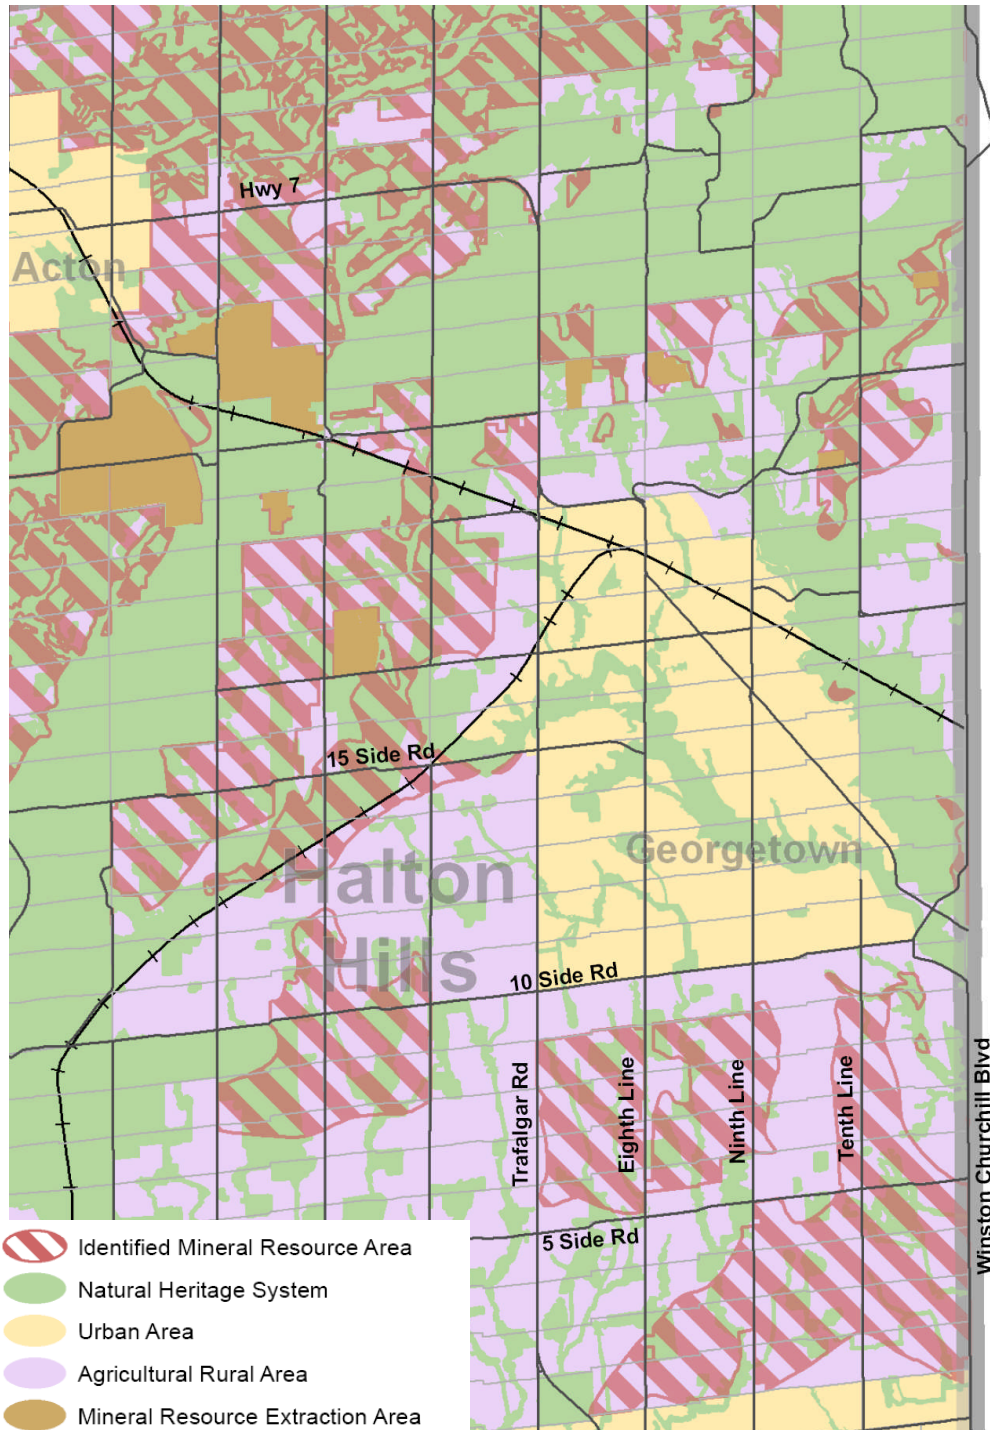 Hwy 7
Acton
15 Side Rd
Georgetown
Halton
Hills
10 Side Rd
Trafalgar Rd
Eighth Line
Ninth Line
Tenth Line
Winston Churchill Blvd
5 Side Rd
Identified Mineral Resource Area
Natural Heritage System
Urban Area
Agricultural Rural Area
Mineral Resource Extraction Area